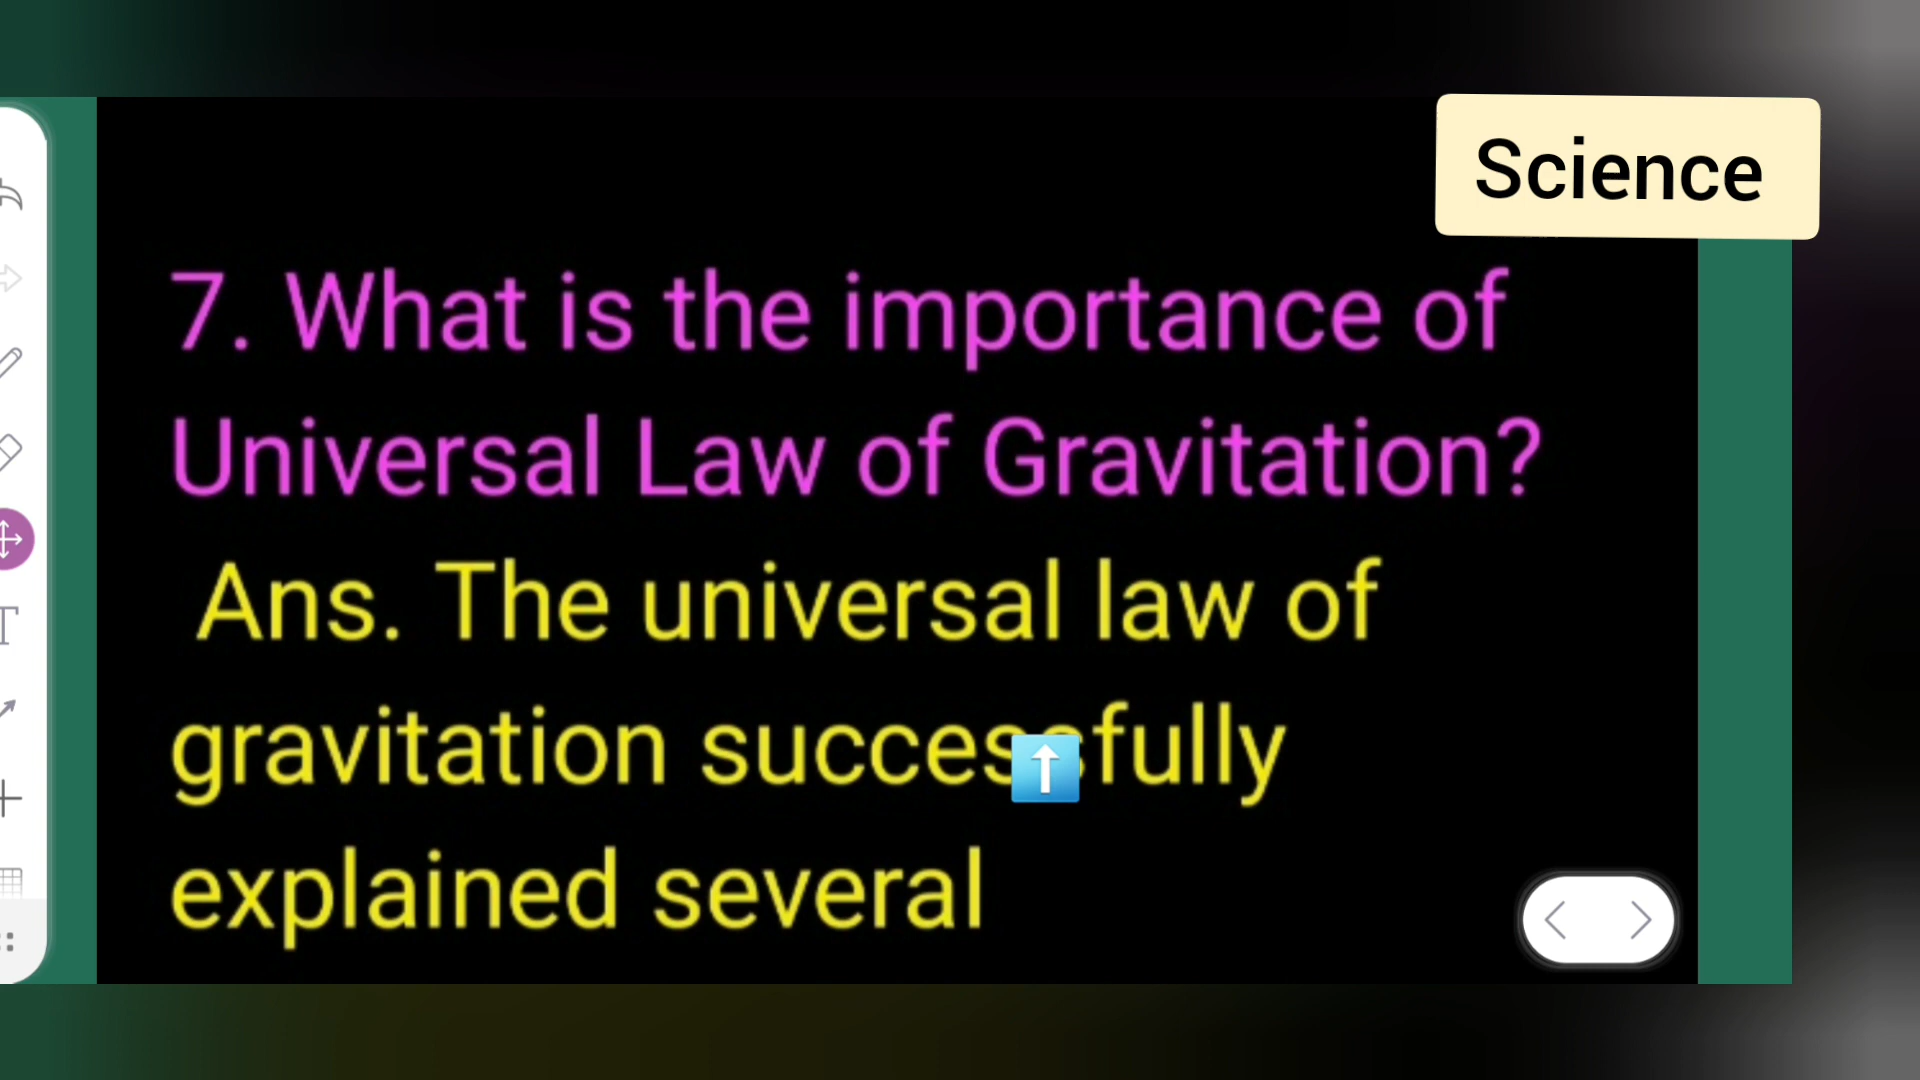 Science
7. What is the importance of
Universal Law of Gravitation?
Ans. The universal law of
gravitation successfully
explained several